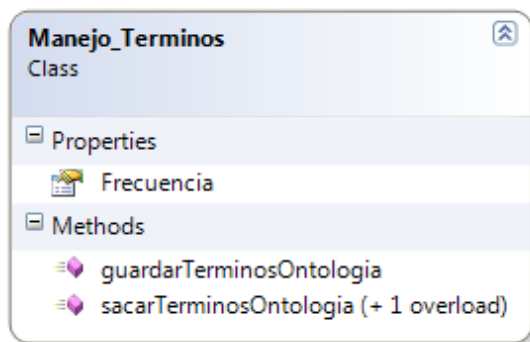 Manejo_Terminos
Class
Properties
Frecuencia
Methods
guardarTerminosOntologia
sacarTerminosOntologia (+ 1 overload)